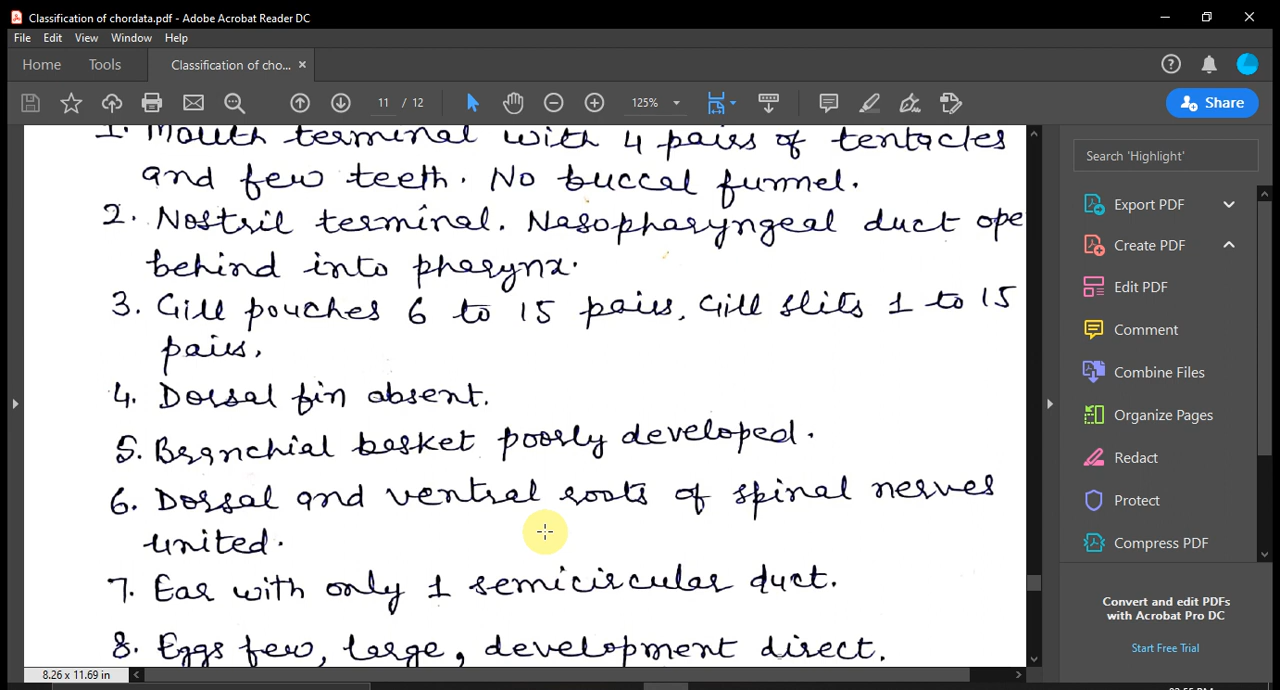 Classification of chordata.pdf - Adobe Acrobat Reader DC
File Edit View Window Help
Home Tools Classification of cho... ×
11 / 12 125% Share
1. Mouth terminal with 4 pairs of tentacles
and few teeth. No buccal funnel.
2. Nostril terminal. Nasopharyngeal duct ope
behind into pharynx.
3. Gill pouches 6 to 15 pairs, Gill slits 1 to 15
pairs.
4. Dorsal fin absent.
5. Branchial basket poorly developed.
6. Dorsal and ventral roots of spinal nerves
united.
7. Ear with only 1 semicircular duct.
8. Eggs few, large, development direct.
8.26 x 11.69 in
Search 'Highlight'
Export PDF
Create PDF
Edit PDF
Comment
Combine Files
Organize Pages
Redact
Protect
Compress PDF
Convert and edit PDFs
with Acrobat Pro DC
Start Free Trial